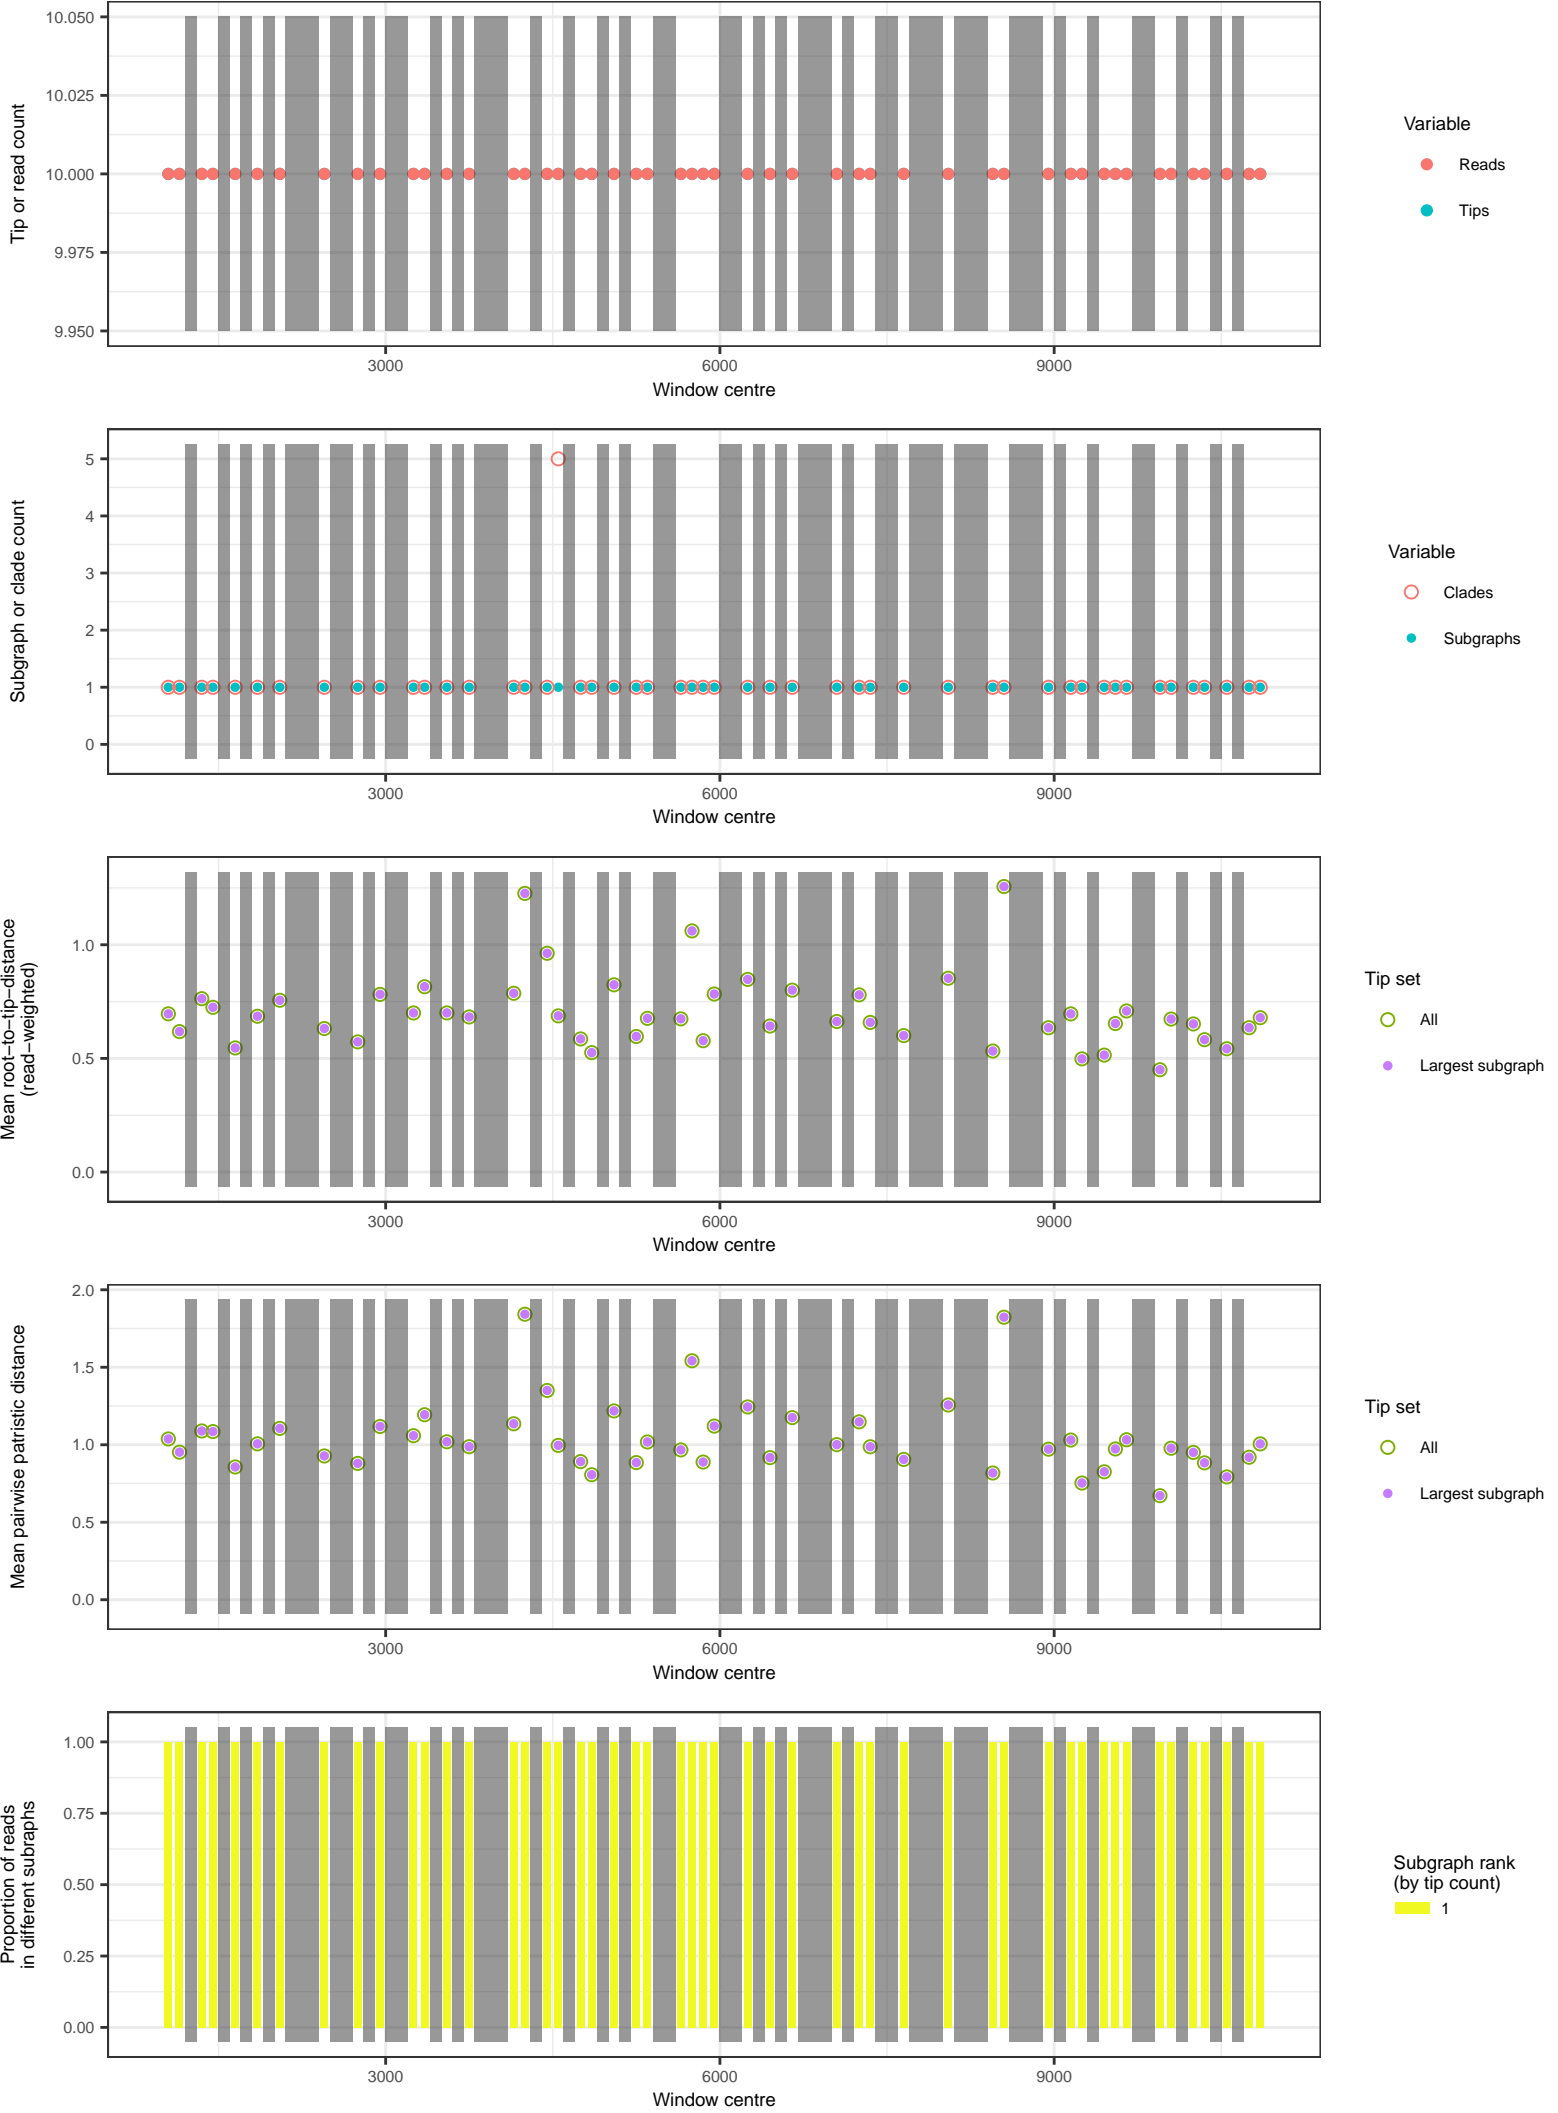 10.050
10.025
10.000
9.975
9.950
Tip or read count
3000
6000
9000
Window centre
Variable
Reads
Tips
5
4
3
2
1
0
Subgraph or clade count
3000
6000
9000
Window centre
Variable
Clades
Subgraphs
1.0
0.5
0.0
Mean root−to−tip−distance
(read−weighted)
3000
6000
9000
Window centre
Tip set
All
Largest subgraph
2.0
1.5
1.0
0.5
0.0
Mean pairwise patristic distance
3000
6000
9000
Window centre
Tip set
All
Largest subgraph
1.00
0.75
0.50
0.25
0.00
Proportion of reads
in different subraphs
3000
6000
9000
Window centre
Subgraph rank
(by tip count)
1